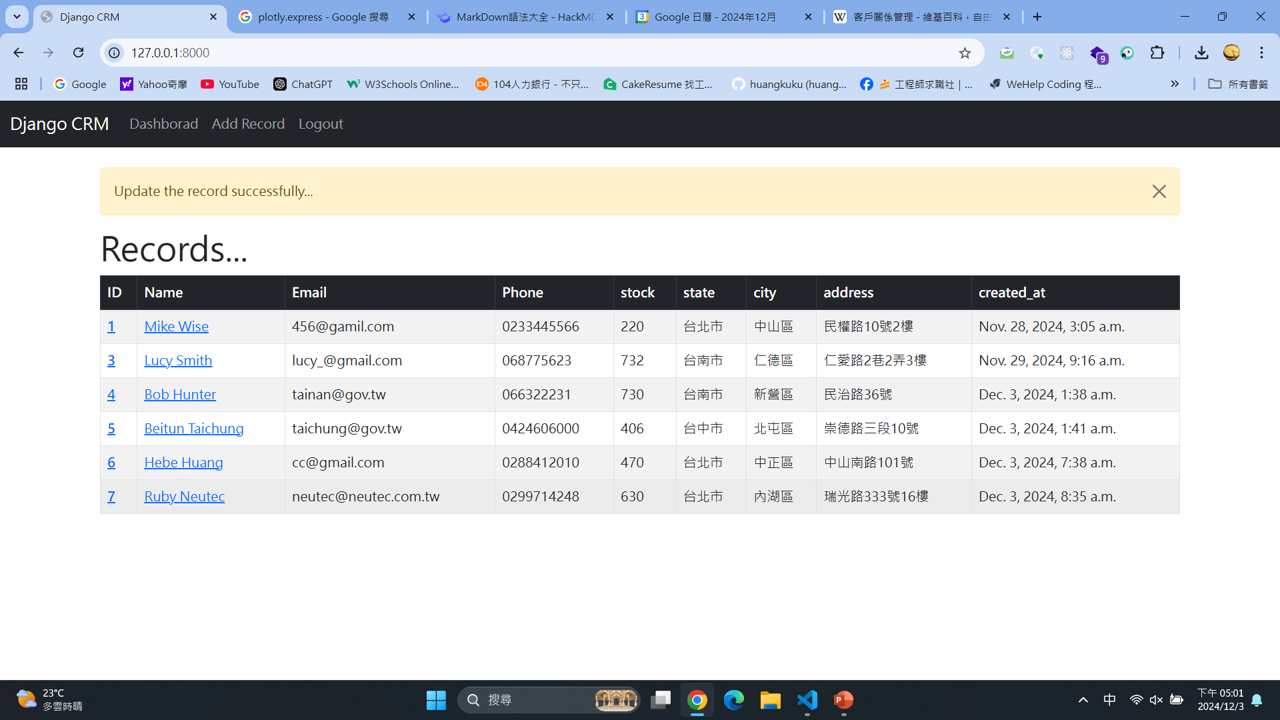 Django CRM
plotly.express - Google 搜尋
MarkDown語法大全 - HackMD
Google 日曆 - 2024年12月
客戶關係管理 - 維基百科，自由
127.0.0.1:8000
9
Google
Yahoo奇摩
YouTube
ChatGPT
W3Schools Online...
104人力銀行 - 不只...
CakeResume 找工...
huangkuku (huang...
工程師求職社 | ...
WeHelp Coding 程...
所有書籤
Django CRM Dashborad Add Record Logout
Update the record successfully...
Records...
ID Name Email Phone stock state city address created_at
1 Mike Wise 456@gamil.com 0233445566 220 台北市 中山區 民權路10號2樓 Nov. 28, 2024, 3:05 a.m.
3 Lucy Smith lucy_@gmail.com 068775623 732 台南市 仁德區 仁愛路2巷2弄3樓 Nov. 29, 2024, 9:16 a.m.
4 Bob Hunter tainan@gov.tw 066322231 730 台南市 新營區 民治路36號 Dec. 3, 2024, 1:38 a.m.
5 Beitun Taichung taichung@gov.tw 0424606000 406 台中市 北屯區 崇德路三段10號 Dec. 3, 2024, 1:41 a.m.
6 Hebe Huang cc@gmail.com 0288412010 470 台北市 中正區 中山南路101號 Dec. 3, 2024, 7:38 a.m.
7 Ruby Neutec neutec@neutec.com.tw 0299714248 630 台北市 內湖區 瑞光路333號16樓 Dec. 3, 2024, 8:35 a.m.
23°C
多雲時晴
搜尋
中
下午 05:01
2024/12/3